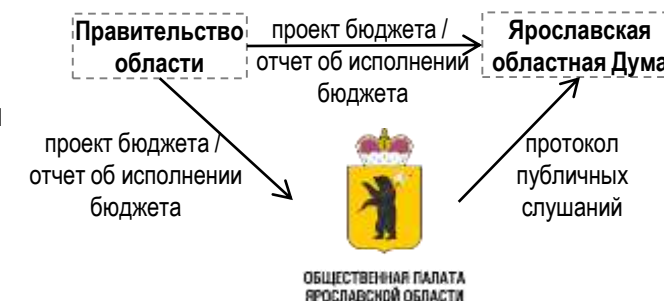 Правительство
области
проект бюджета /
отчет об исполнении
бюджета
Ярославская
областная Дума
проект бюджета /
отчет об исполнении
бюджета
протокол
публичных
слушаний
ОБЩЕСТВЕННАЯ ПАЛАТА
ЯРОСЛАВСКОЙ ОБЛАСТИ